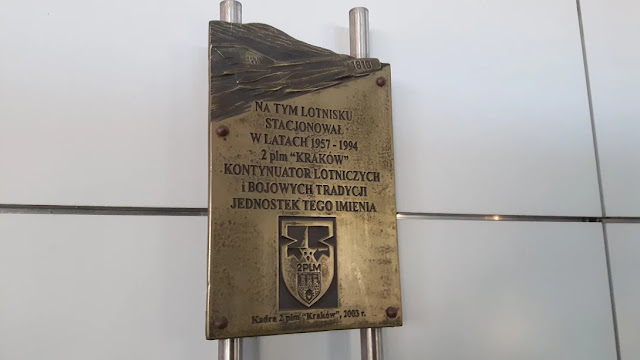 NA TYM LOTNISKU
STACJONOWAŁ
W LATACH 1957 - 1994
2 plm "KRAKÓW"
KONTYNUATOR LOTNICZYCH
i BOJOWYCH TRADYCJI
JEDNOSTEK TEGO IMIENIA
2PLM
Kadra 2 plm "Kraków", 2003 r.